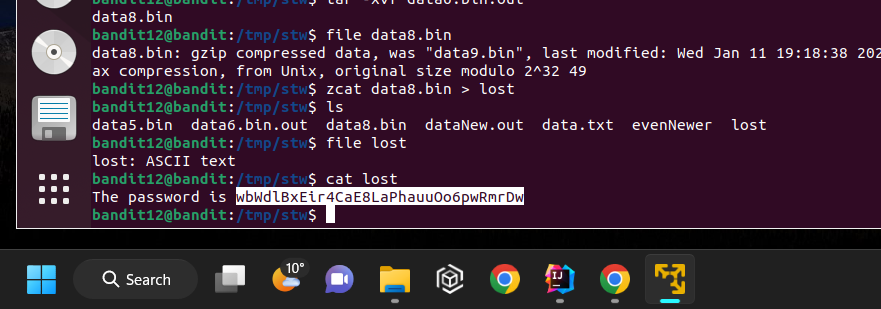 data8.bin
bandit12@bandit:/tmp/stw$ file data8.bin
data8.bin: gzip compressed data, was "data9.bin", last modified: Wed Jan 11 19:18:38 202
ax compression, from Unix, original size modulo 2^32 49
bandit12@bandit:/tmp/stw$ zcat data8.bin > lost
bandit12@bandit:/tmp/stw$ ls
data5.bin  data6.bin.out  data8.bin  dataNew.out  data.txt  evenNewer  lost
bandit12@bandit:/tmp/stw$ file lost
lost: ASCII text
bandit12@bandit:/tmp/stw$ cat lost
The password is wbWdlBxEir4CaE8LaPhauuOo6pwRmrDw
bandit12@bandit:/tmp/stw$
Search
10°
IJ